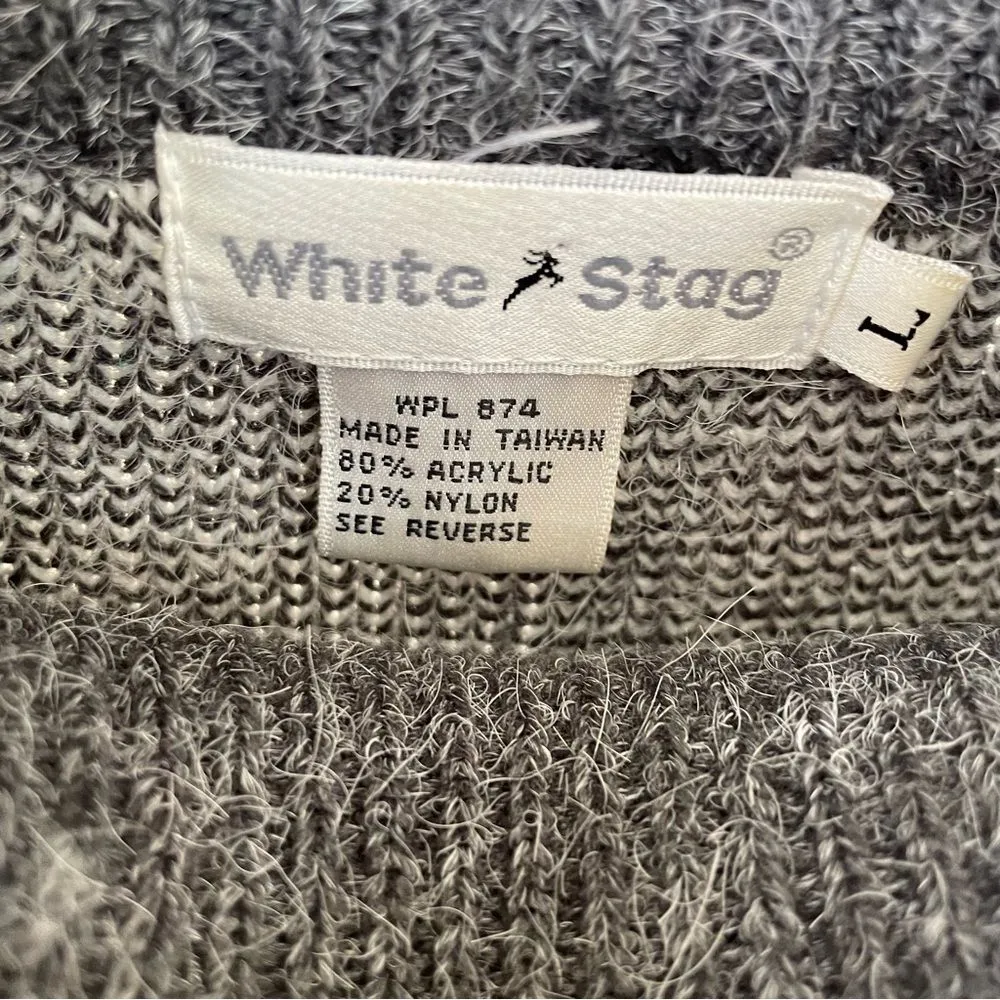 White Stag®
L
WPL 874
MADE IN TAIWAN
80% ACRYLIC
20% NYLON
SEE REVERSE